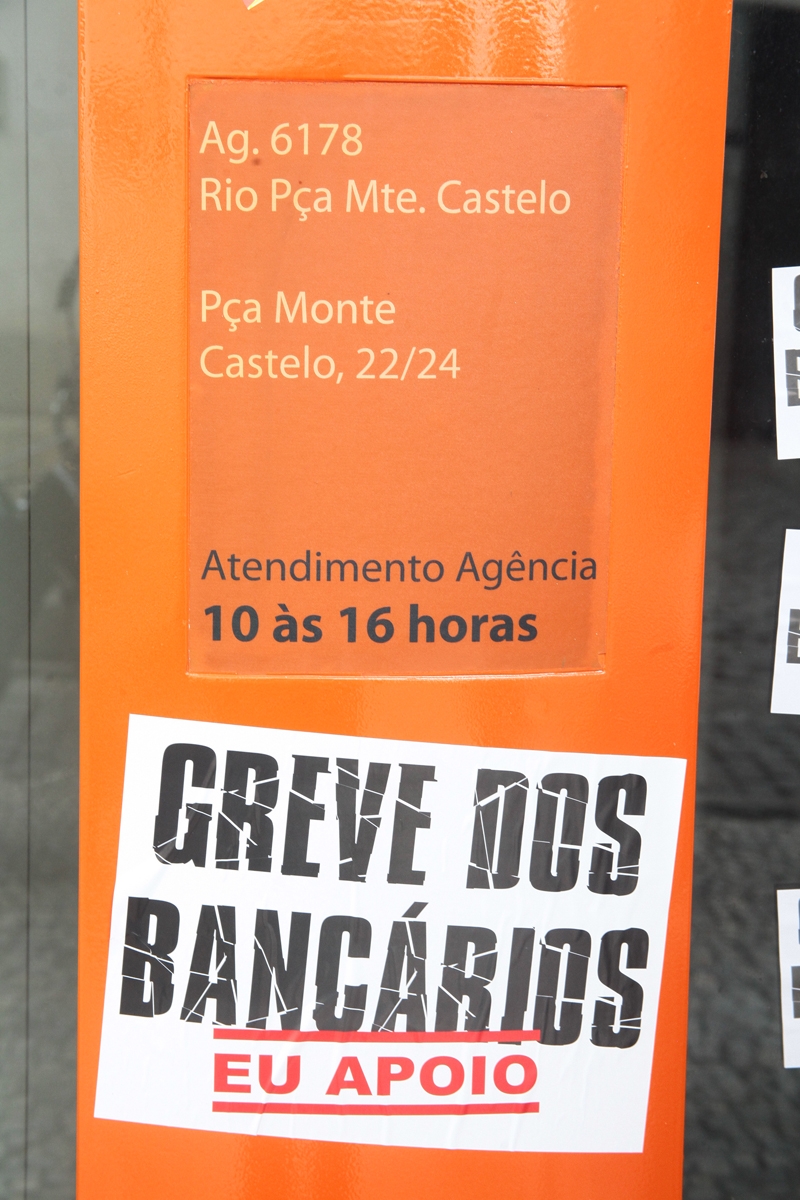 Ag. 6178
Rio Pça Mte. Castelo
Pça Monte
Castelo, 22/24
Atendimento Agência
10 às 16 horas
GREVE DOS
BANCÁRIOS
EU APOIO